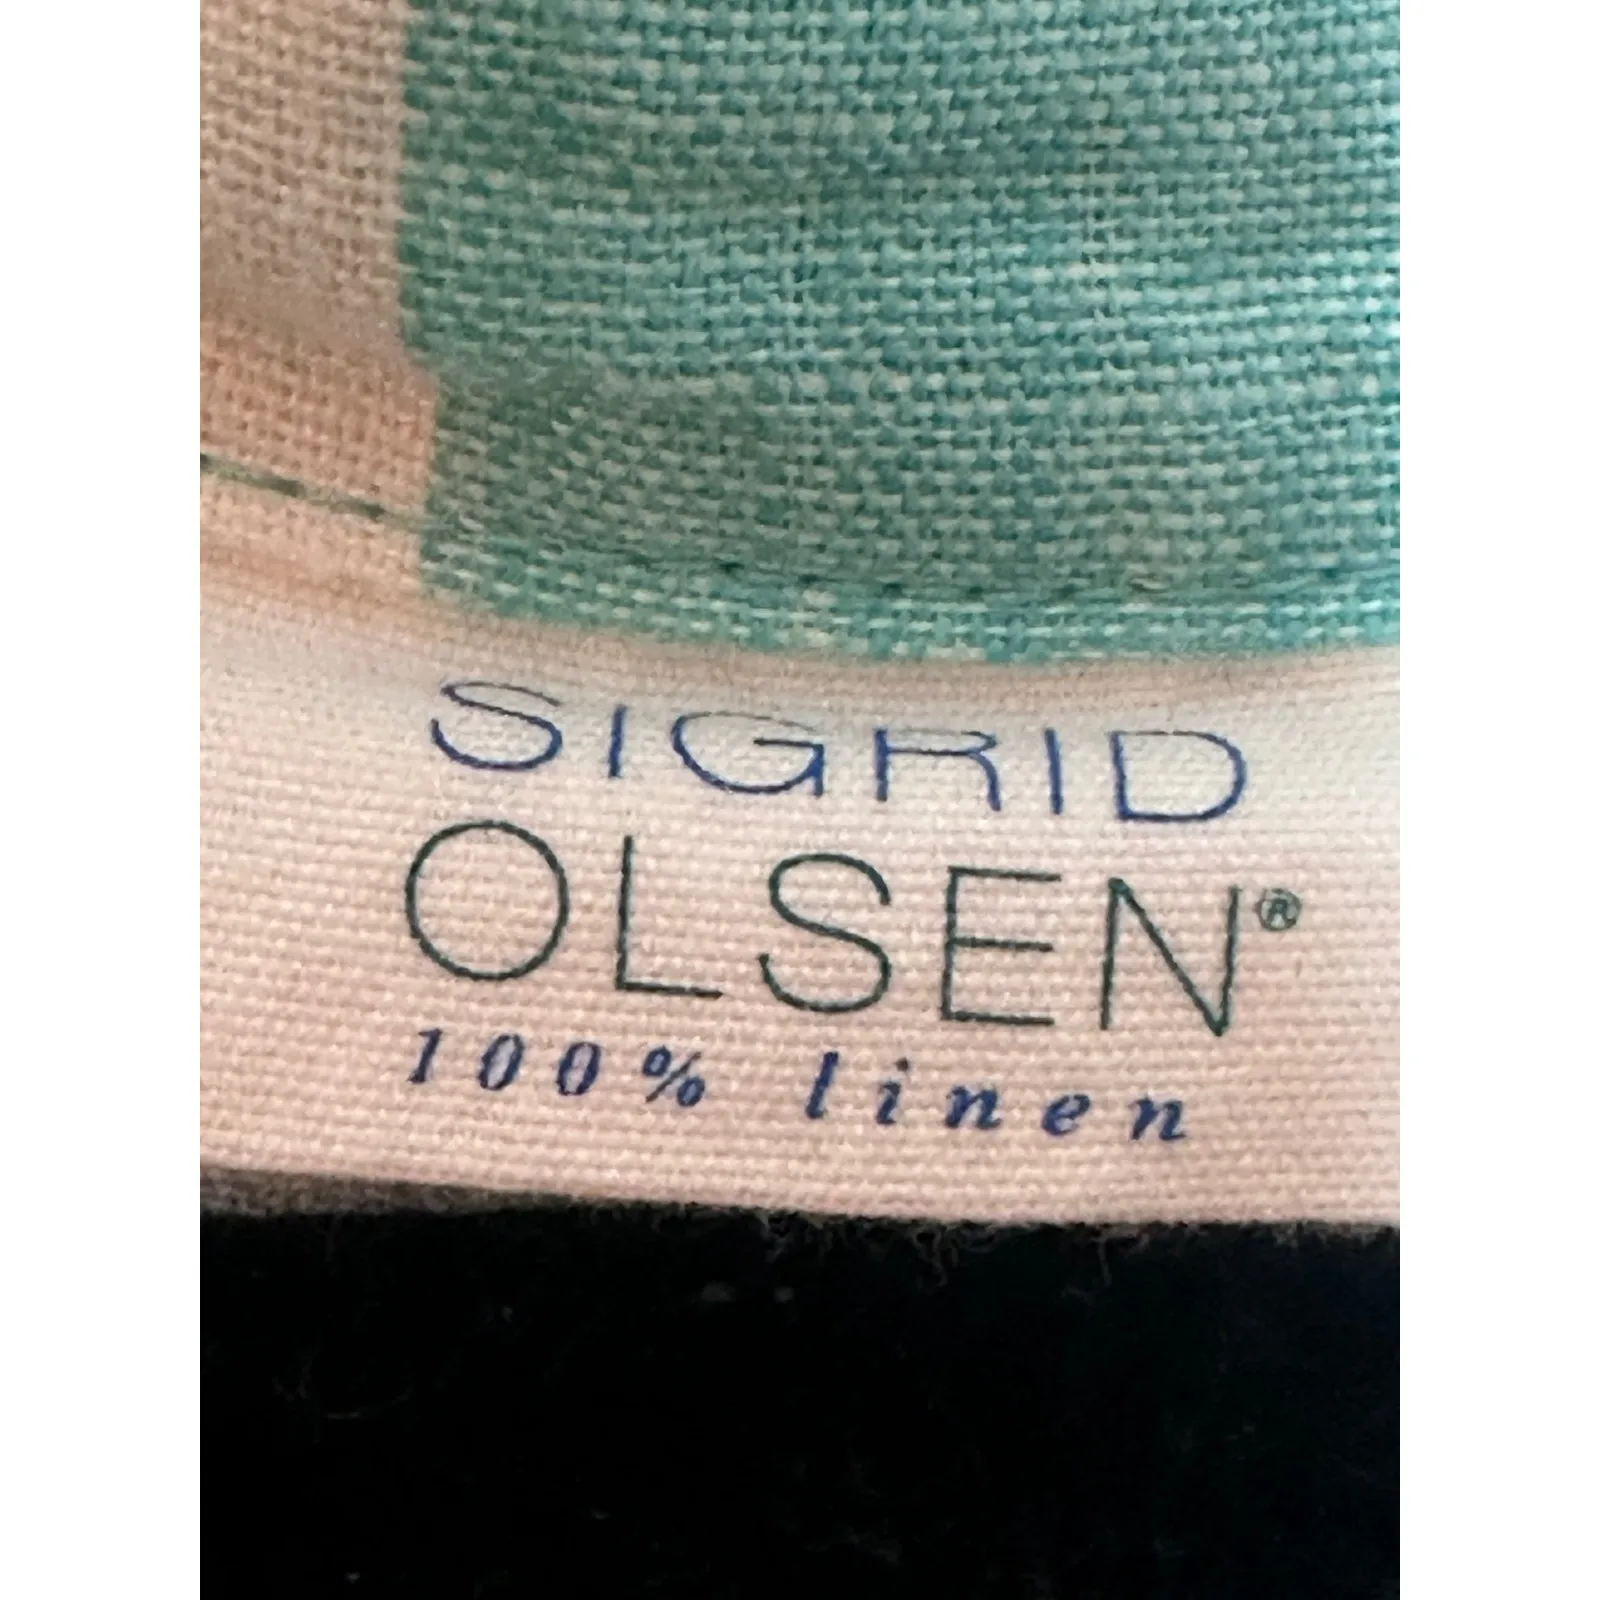 SIGRID
OLSEN®
100% linen